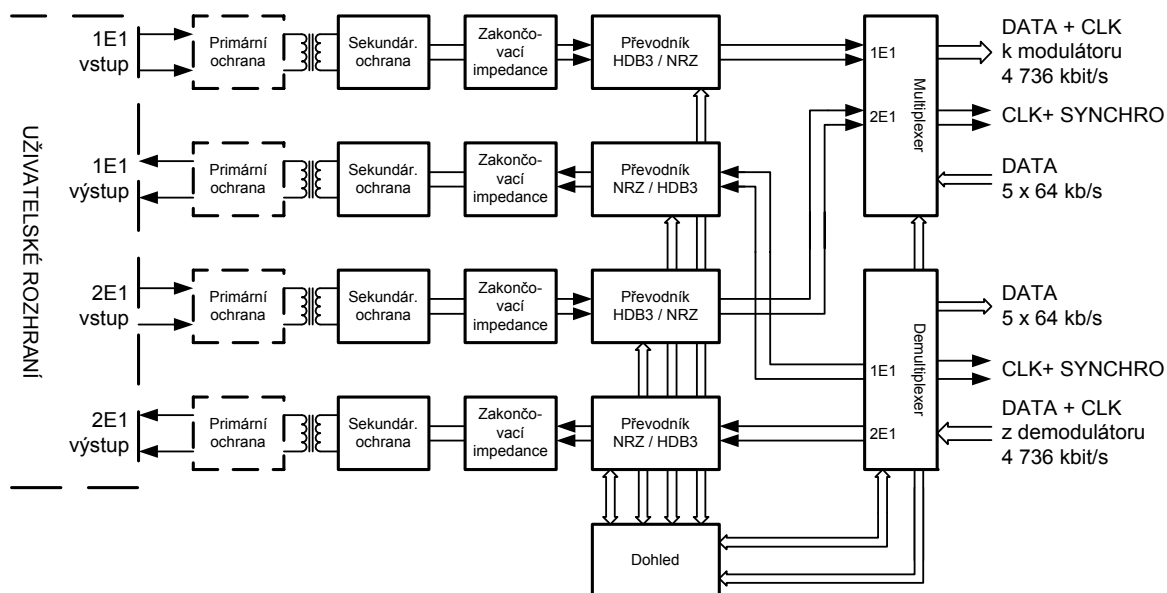 UŽIVATELSKÉ ROZHRANÍ
1E1
vstup
Primární
ochrana
Sekundár.
ochrana
Zakončo-
vací
impedance
Převodník
HDB3 / NRZ
1E1
2E1
Multiplexer
DATA + CLK
k modulátoru
4 736 kbit/s
CLK+ SYNCHRO
DATA
5 x 64 kb/s
1E1
výstup
Primární
ochrana
Sekundár.
ochrana
Zakončo-
vací
impedance
Převodník
NRZ / HDB3
2E1
vstup
Primární
ochrana
Sekundár.
ochrana
Zakončo-
vací
impedance
Převodník
HDB3 / NRZ
1E1
2E1
Demultiplexer
DATA
5 x 64 kb/s
CLK+ SYNCHRO
DATA + CLK
z demodulátoru
4 736 kbit/s
2E1
výstup
Primární
ochrana
Sekundár.
ochrana
Zakončo-
vací
impedance
Převodník
NRZ / HDB3
Dohled